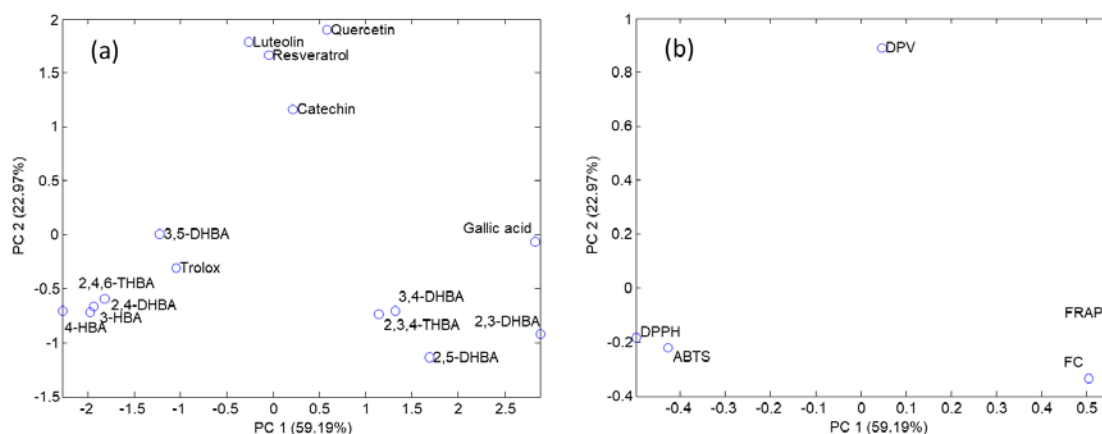 (a)
2
1.5
1
0.5
0
-0.5
-1
-1.5
PC 2 (22.97%)
Quercetin
Luteolin
Resveratrol
Catechin
Gallic acid
3,5-DHBA
Trolox
2,4,6-THBA
2,4-DHBA
3-HBA
4-HBA
3,4-DHBA
2,3,4-THBA
2,3-DHBA
2,5-DHBA
-2 -1.5 -1 -0.5 0 0.5 1 1.5 2 2.5
PC 1 (59.19%)
(b)
1
0.8
0.6
0.4
0.2
0
-0.2
-0.4
PC 2 (22.97%)
DPV
DPPH
ABTS
FRAP
FC
-0.4 -0.3 -0.2 -0.1 0 0.1 0.2 0.3 0.4 0.5
PC 1 (59.19%)